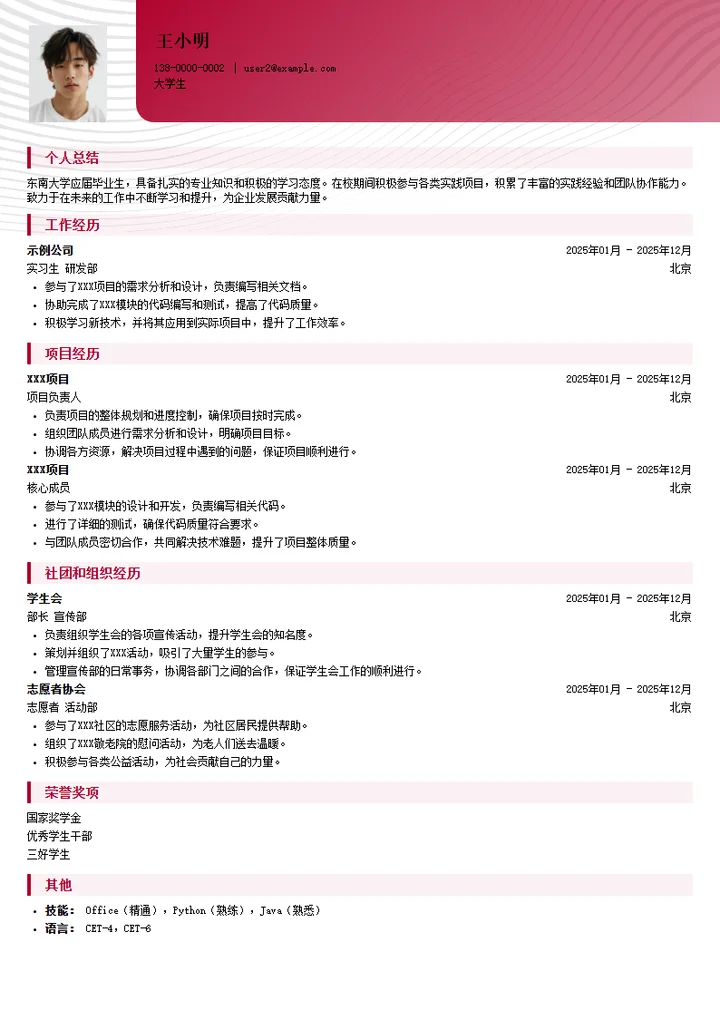 王小明
138-0000-0002 | user2@example.com
大学生
个人总结
东南大学应届毕业生，具备扎实的专业知识和积极的学习态度。在校期间积极参与各类实践项目，积累了丰富的实践经验和团队协作能力。
致力于在未来的工作中不断学习和提升，为企业发展贡献力量。
工作经历
示例公司 2025年01月 - 2025年12月
实习生 研发部 北京
• 参与了XXX项目的需求分析和设计，负责编写相关文档。
• 协助完成了XXX模块的代码编写和测试，提高了代码质量。
• 积极学习新技术，并将其应用到实际项目中，提升了工作效率。
项目经历
XXX项目 2025年01月 - 2025年12月
项目负责人 北京
• 负责项目的整体规划和进度控制，确保项目按时完成。
• 组织团队成员进行需求分析和设计，明确项目目标。
• 协调各方资源，解决项目过程中遇到的问题，保证项目顺利进行。
XXX项目 2025年01月 - 2025年12月
核心成员 北京
• 参与了XXX模块的设计和开发，负责编写相关代码。
• 进行了详细的测试，确保代码质量符合要求。
• 与团队成员密切合作，共同解决技术难题，提升了项目整体质量。
社团和组织经历
学生会 2025年01月 - 2025年12月
部长 宣传部 北京
• 负责组织学生会的各项宣传活动，提升学生会的知名度。
• 策划并组织了XXX活动，吸引了大量学生的参与。
• 管理宣传部的日常事务，协调各部门之间的合作，保证学生会工作的顺利进行。
志愿者协会 2025年01月 - 2025年12月
志愿者 活动部 北京
• 参与了XXX社区的志愿服务活动，为社区居民提供帮助。
• 组织了XXX敬老院的慰问活动，为老人们送去温暖。
• 积极参与各类公益活动，为社会贡献自己的力量。
荣誉奖项
国家奖学金
优秀学生干部
三好学生
其他
• 技能： Office（精通），Python（熟练），Java（熟悉）
• 语言： CET-4，CET-6